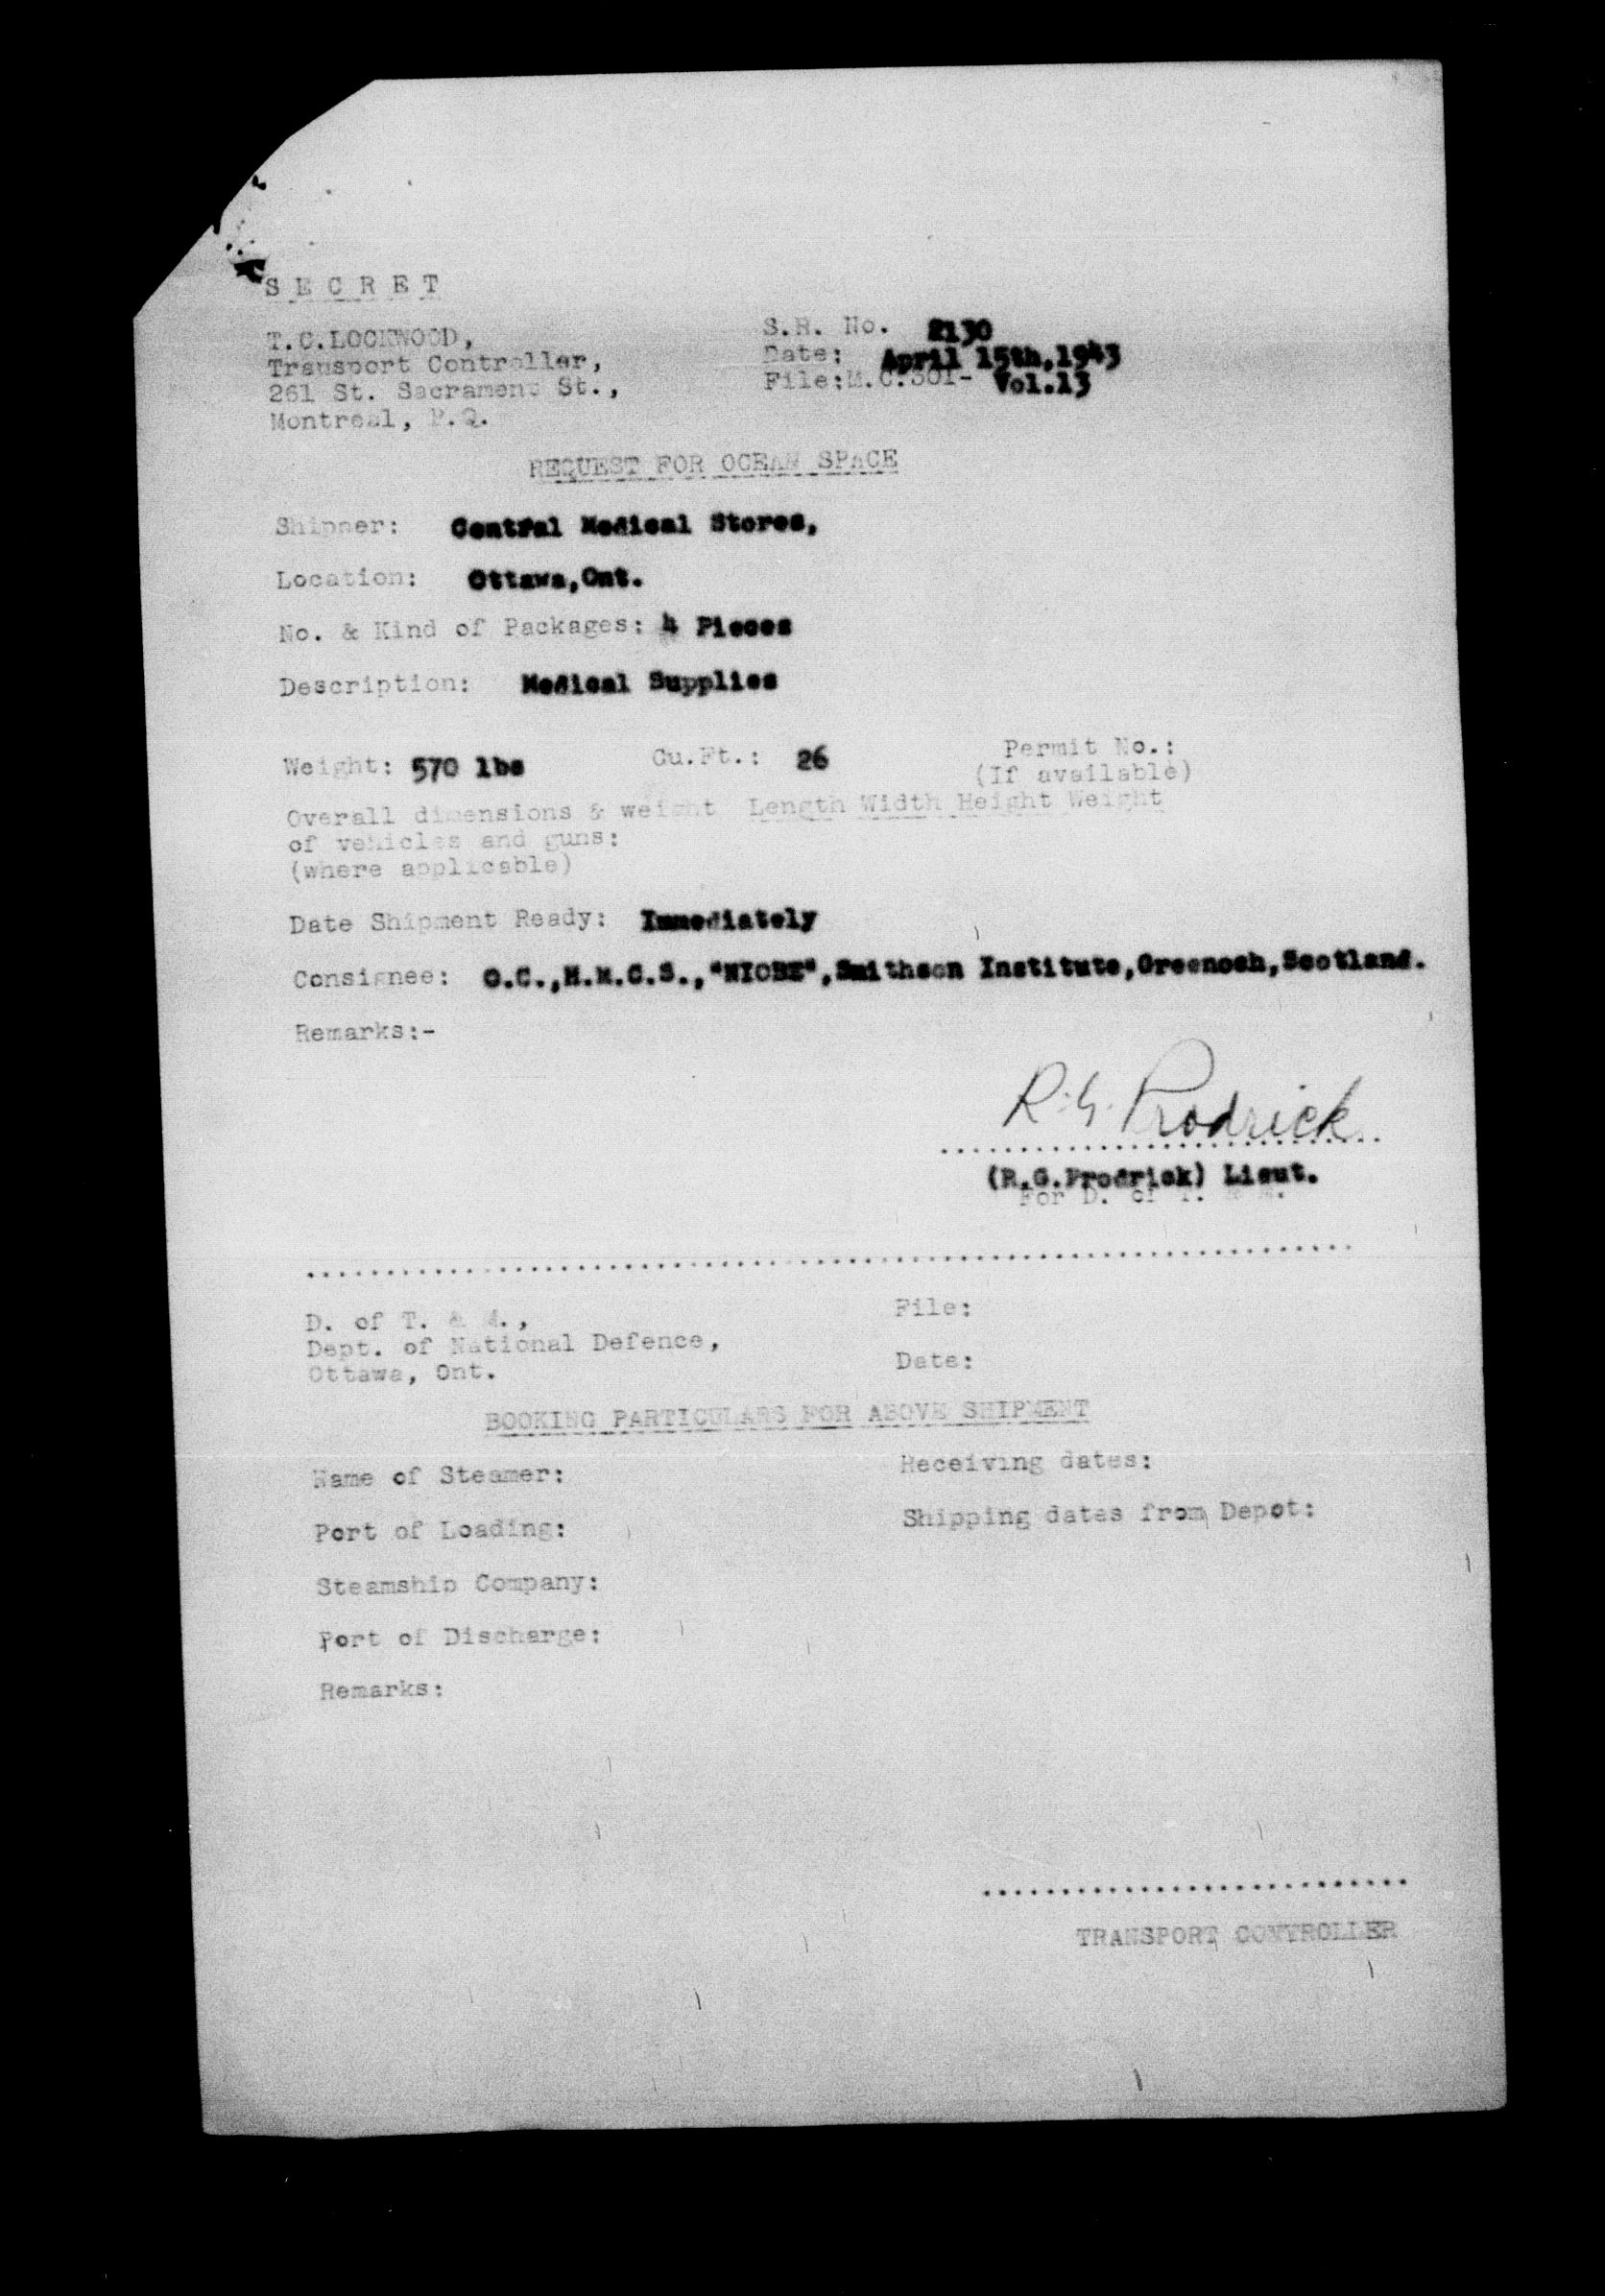 SECRET
T.C.LOCKWOOD,
Transport Controller,
261 St. Sacrament St.,
Montreal, P.Q.
S.R. No. 2130
Date: April 15th,1943
File:M.C.301- Vol.13
REQUEST FOR OCEAN SPACE
Shipper: Central Medical Stores,
Location: Ottawa,Ont.
No. & Kind of Packages: 4 Pieces
Description: Medical Supplies
Weight: 570 lbs Cu.Ft.: 26 Permit No.:
(If available)
Overall dimensions & weight Length Width Height Weight
of vehicles and guns:
(where applicable)
Date Shipment Ready: Immediately
Consignee: O.C.,H.M.C.S.,"NIOBE",Smithson Institute,Greenock,Scotland.
Remarks:-
R.G. Prodrick
(R.G.Prodrick) Lieut.
For D. of T. & M.
D. of T. & M.,
Dept. of National Defence,
Ottawa, Ont.
File:
Date:
BOOKING PARTICULARS FOR ABOVE SHIPMENT
Name of Steamer:
Receiving dates:
Port of Loading:
Shipping dates from Depot:
Steamship Company:
Port of Discharge:
Remarks:
TRANSPORT CONTROLLER